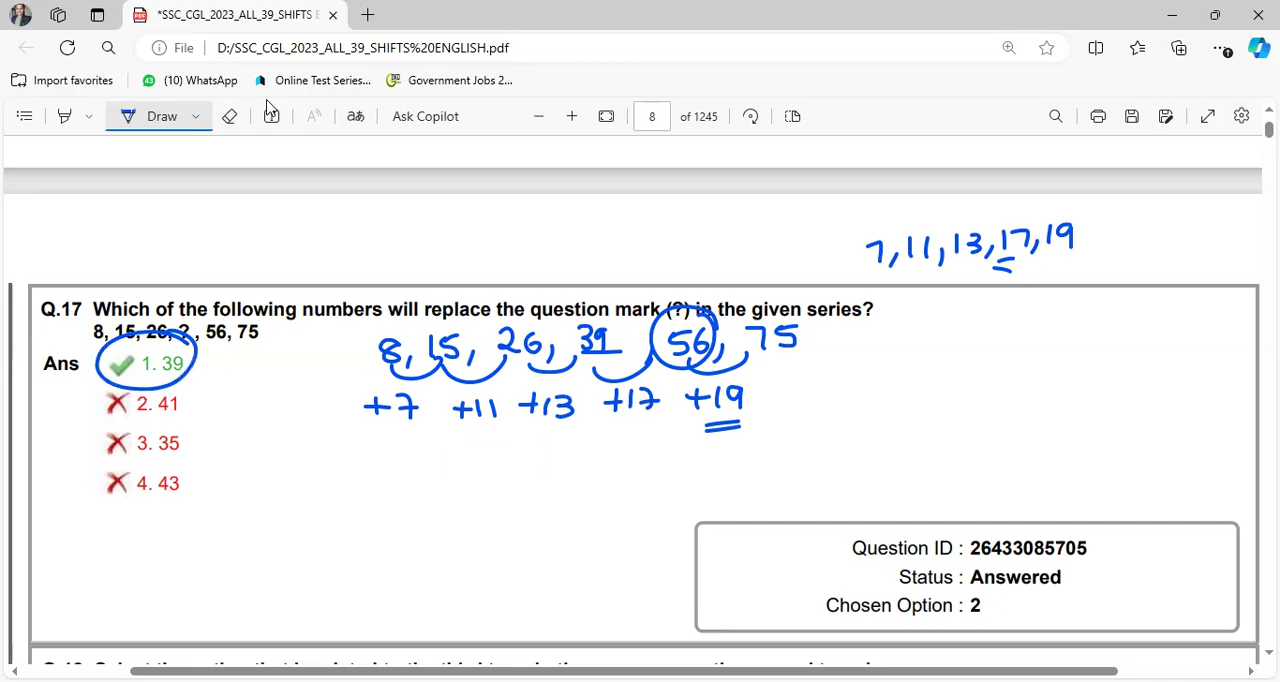 *SSC_CGL_2023_ALL_39_SHIFTS E
File D:/SSC_CGL_2023_ALL_39_SHIFTS%20ENGLISH.pdf
Import favorites 43 (10) WhatsApp Online Test Series... Government Jobs 2...
Draw aあ Ask Copilot 8 of 1245
7, 11, 13, 17, 19
Q.17 Which of the following numbers will replace the question mark (?) in the given series?
8, 15, 26, ? , 56, 75
8, 15, 26, 39, 56, 75
Ans 1. 39
+7 +11 +13 +17 +19
2. 41
3. 35
4. 43
Question ID : 26433085705
Status : Answered
Chosen Option : 2